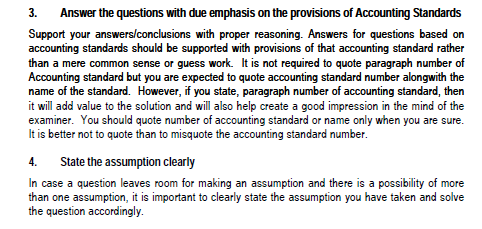 3. Answer the questions with due emphasis on the provisions of Accounting Standards
Support your answers/conclusions with proper reasoning. Answers for questions based on
accounting standards should be supported with provisions of that accounting standard rather
than a mere common sense or guess work. It is not required to quote paragraph number of
Accounting standard but you are expected to quote accounting standard number alongwith the
name of the standard. However, if you state, paragraph number of accounting standard, then
it will add value to the solution and will also help create a good impression in the mind of the
examiner. You should quote number of accounting standard or name only when you are sure.
It is better not to quote than to misquote the accounting standard number.
4. State the assumption clearly
In case a question leaves room for making an assumption and there is a possibility of more
than one assumption, it is important to clearly state the assumption you have taken and solve
the question accordingly.